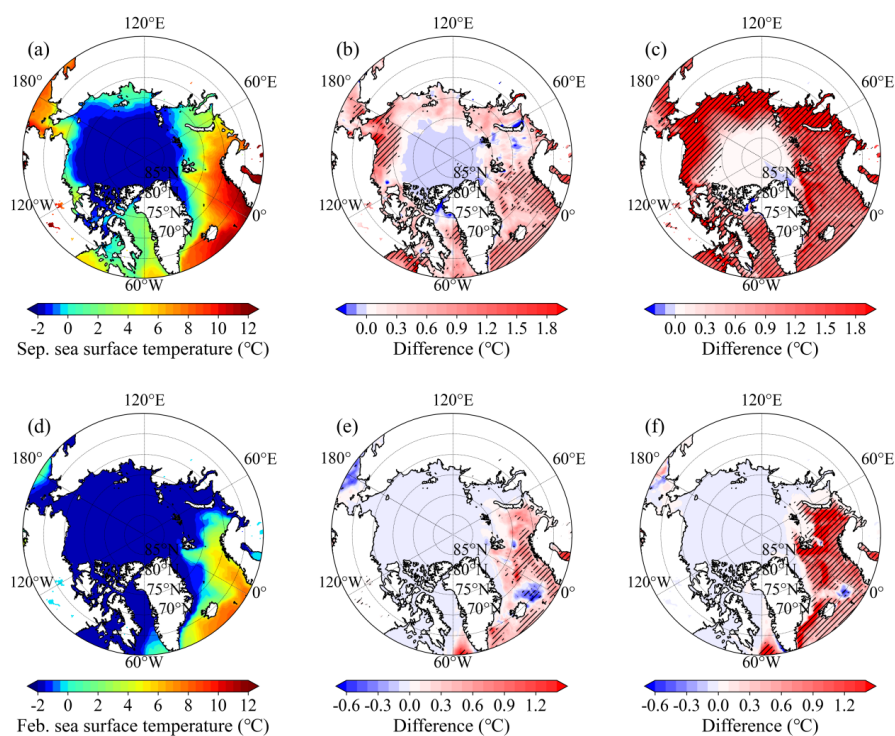 120°E 120°E 120°E
(a) (b) (c)
180° 60°E 180° 60°E 180° 60°E
85°N 85°N 85°N
120°W 80°N 0° 120°W 80°N 0° 120°W 80°N 0°
75°N 75°N 75°N
70° 70° 70°
60°W 60°W 60°W
-2 0 2 4 6 8 10 12 0.0 0.3 0.6 0.9 1.2 1.5 1.8 0.0 0.3 0.6 0.9 1.2 1.5 1.8
Sep. sea surface temperature (℃) Difference (℃) Difference (℃)
120°E 120°E 120°E
(d) (e) (f)
180° 60°E 180° 60°E 180° 60°E
85°N 85°N 85°N
120°W 80°N 0° 120°W 80°N 0° 120°W 80°N 0°
75°N 75°N 75°N
70°N 70°N 70°N
60°W 60°W 60°W
-2 0 2 4 6 8 10 12 -0.6 -0.3 0.0 0.3 0.6 0.9 1.2 -0.6 -0.3 0.0 0.3 0.6 0.9 1.2
Feb. sea surface temperature (℃) Difference (℃) Difference (℃)